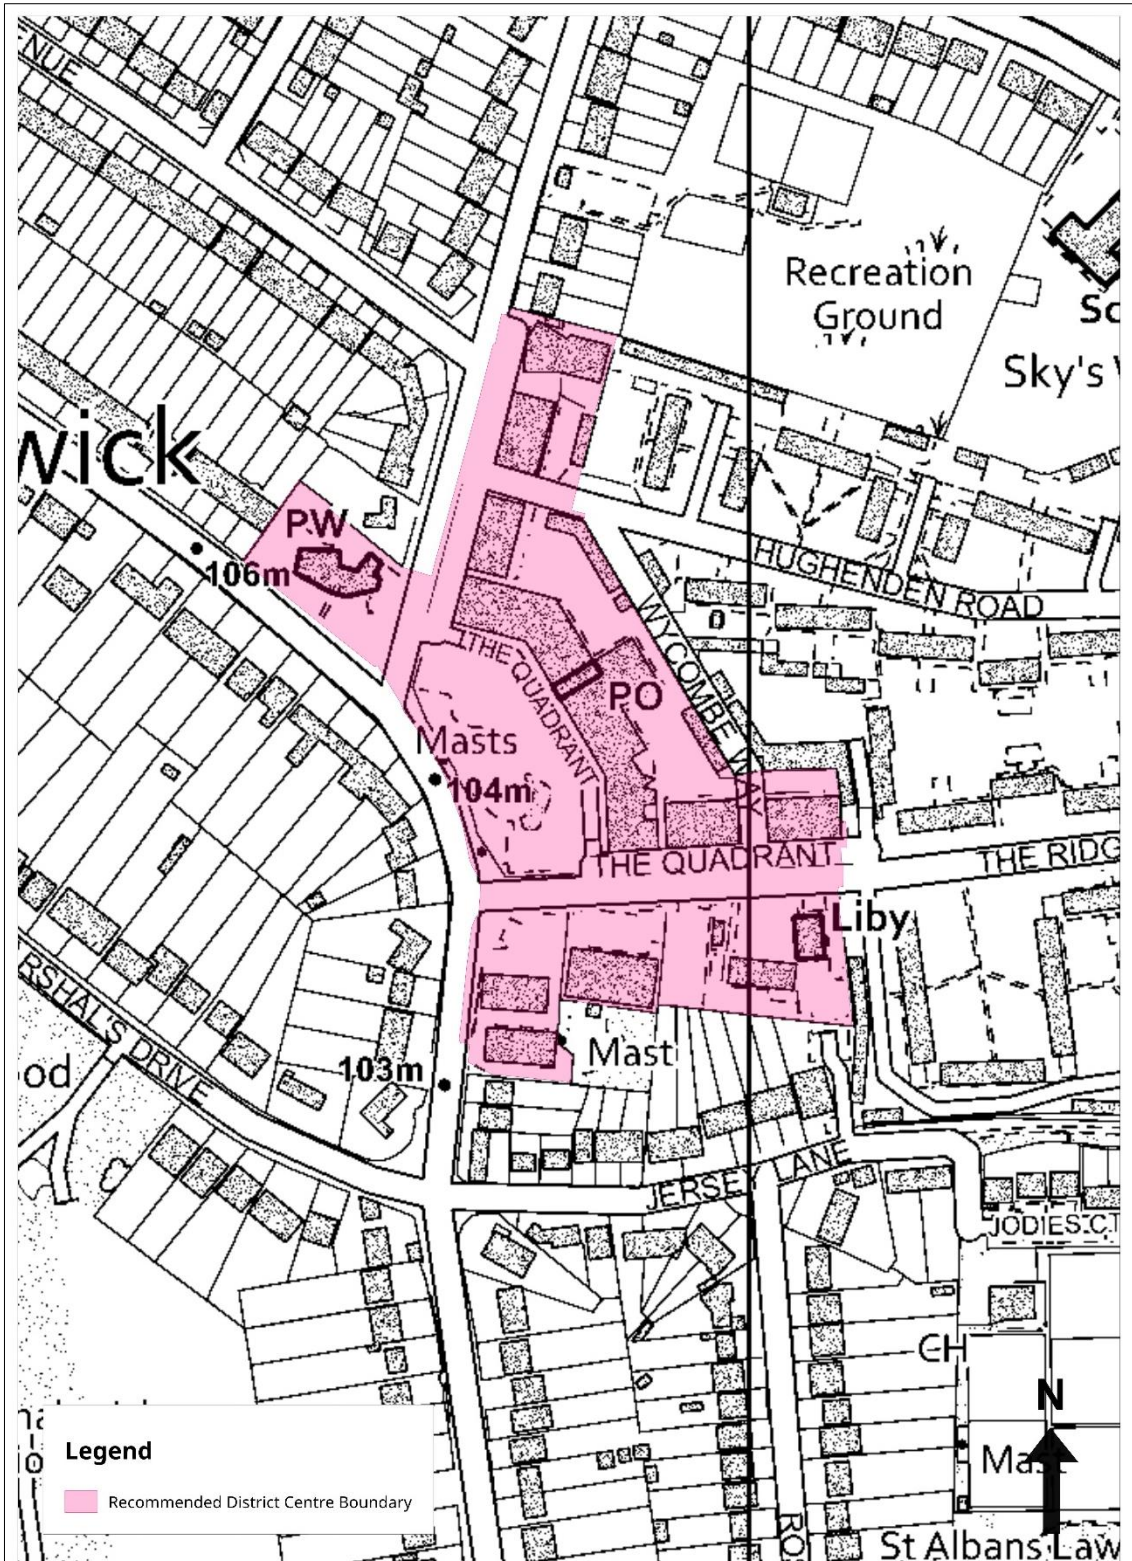 NUE
Recreation
Ground
Sc
Sky's
wick
PW
106m
HUGHENDEN ROAD
WYCOMBE WAY
THE QUADRANT
PO
Masts
104m
THE QUADRANT
THE RIDG
Liby
RSHAL'S DRIVE
od
Mast
103m
JERSEY LANE
JODIES CT
CH
N
Legend
Mast
Recommended District Centre Boundary
RO
St Albans Law